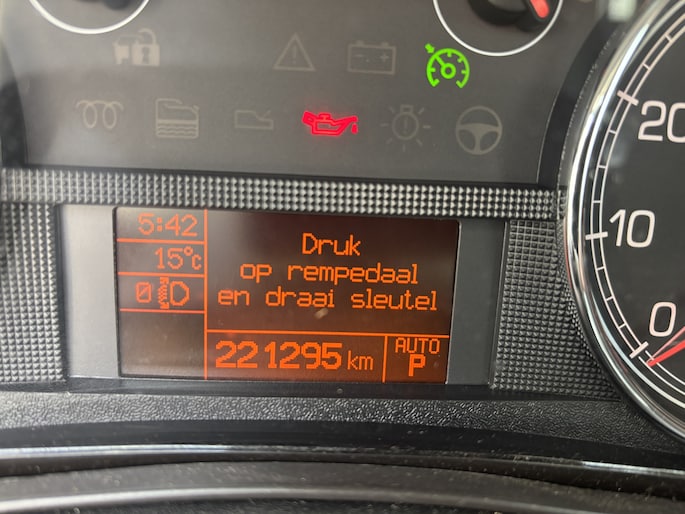 5:42
15°C
0
Druk
op rempedaal
en draai sleutel
221295 km
AUTO
P
20
10
0